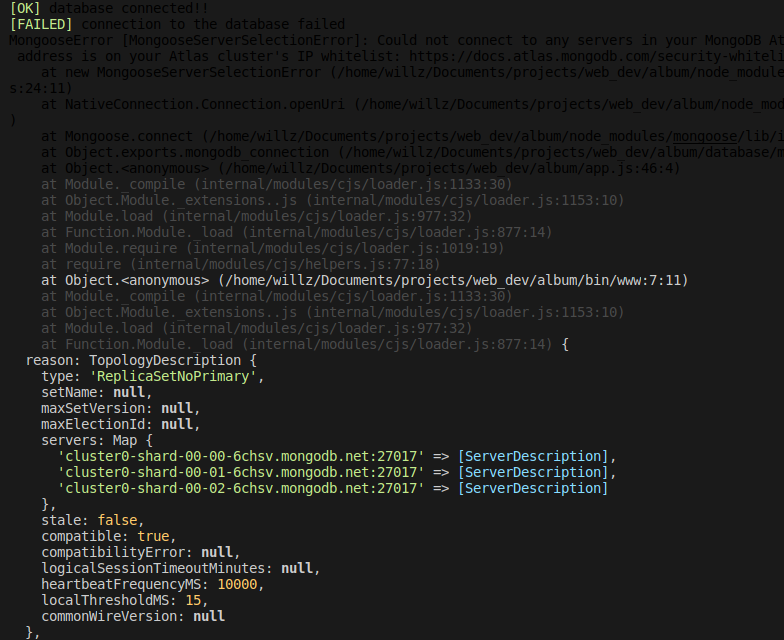 [OK] database connected!!
[FAILED] connection to the database failed
MongooseError [MongooseServerSelectionError]: Could not connect to any servers in your MongoDB At
address is on your Atlas cluster's IP whitelist: https://docs.atlas.mongodb.com/security-whiteli
at new MongooseServerSelectionError (/home/willz/Documents/projects/web_dev/album/node_module
s:24:11)
at NativeConnection.Connection.openUri (/home/willz/Documents/projects/web_dev/album/node_mod
)
at Mongoose.connect (/home/willz/Documents/projects/web_dev/album/node_modules/mongoose/lib/i
at Object.exports.mongodb_connection (/home/willz/Documents/projects/web_dev/album/database/m
at Object.<anonymous> (/home/willz/Documents/projects/web_dev/album/app.js:46:4)
at Module._compile (internal/modules/cjs/loader.js:1133:30)
at Object.Module._extensions..js (internal/modules/cjs/loader.js:1153:10)
at Module.load (internal/modules/cjs/loader.js:977:32)
at Function.Module._load (internal/modules/cjs/loader.js:877:14)
at Module.require (internal/modules/cjs/loader.js:1019:19)
at require (internal/modules/cjs/helpers.js:77:18)
at Object.<anonymous> (/home/willz/Documents/projects/web_dev/album/bin/www:7:11)
at Module._compile (internal/modules/cjs/loader.js:1133:30)
at Object.Module._extensions..js (internal/modules/cjs/loader.js:1153:10)
at Module.load (internal/modules/cjs/loader.js:977:32)
at Function.Module._load (internal/modules/cjs/loader.js:877:14) {
reason: TopologyDescription {
type: 'ReplicaSetNoPrimary',
setName: null,
maxSetVersion: null,
maxElectionId: null,
servers: Map {
'cluster0-shard-00-00-6chsv.mongodb.net:27017' => [ServerDescription],
'cluster0-shard-00-01-6chsv.mongodb.net:27017' => [ServerDescription],
'cluster0-shard-00-02-6chsv.mongodb.net:27017' => [ServerDescription]
},
stale: false,
compatible: true,
compatibilityError: null,
logicalSessionTimeoutMinutes: null,
heartbeatFrequencyMS: 10000,
localThresholdMS: 15,
commonWireVersion: null
},